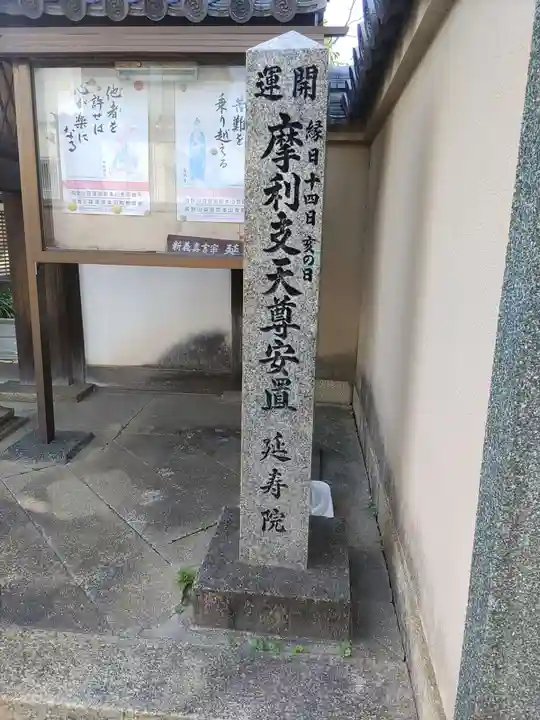 開運
縁日十四日亥の日
摩利支天尊安置
延寿院
苦難を
乗り越える
他者を
許せば
心が楽に
なる
新義真言宗 延